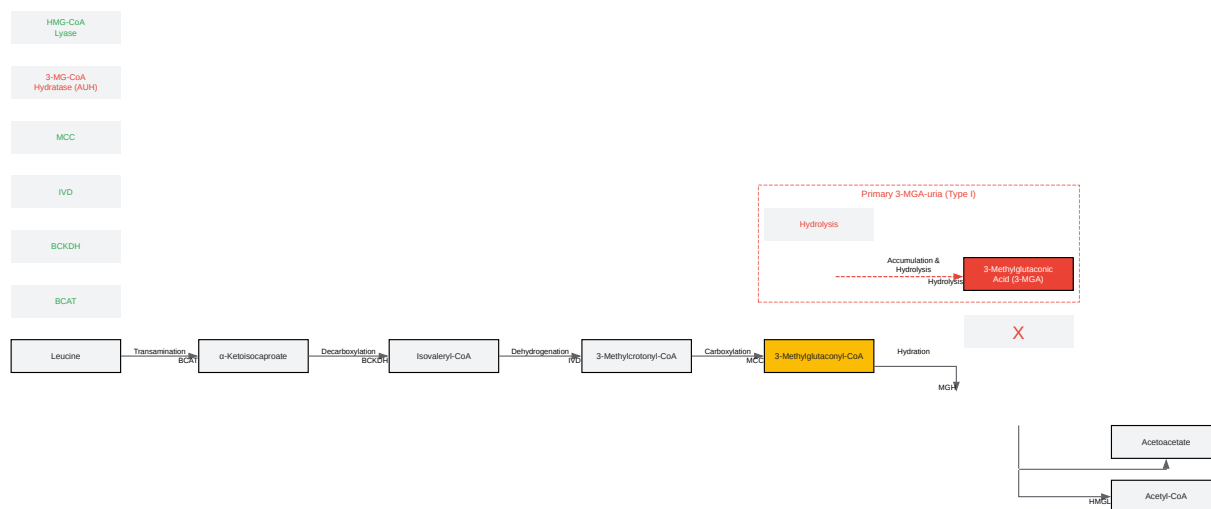 HMG-CoA
Lyase
3-MG-CoA
Hydratase (AUH)
MCC
IVD
BCKDH
BCAT
Primary 3-MGA-uria (Type I)
Hydrolysis
Accumulation &
Hydrolysis
Hydrolysis
3-Methylglutaconic
Acid (3-MGA)
X
Leucine
Transamination
BCAT
α-Ketoisocaproate
Decarboxylation
BCKDH
Isovaleryl-CoA
Dehydrogenation
IVD
3-Methylcrotonyl-CoA
Carboxylation
MCC
3-Methylglutaconyl-CoA
Hydration
MGH
Acetoacetate
HMGL
Acetyl-CoA